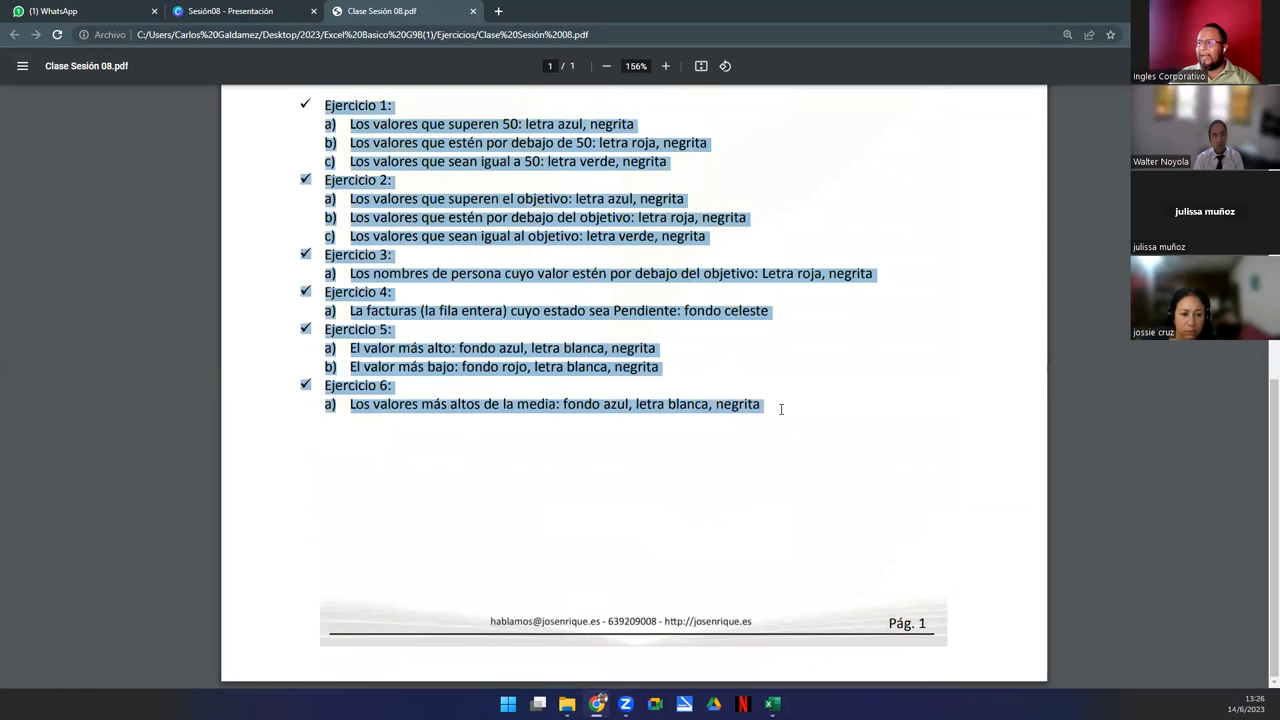 (1) WhatsApp
Sesión08 - Presentación
Clase Sesión 08.pdf
Archivo
C:/Users/Carlos%20Galdamez/Desktop/2023/Excel%20Basico%20G9B(1)/Ejercicios/Clase%20Sesión%2008.pdf
Clase Sesión 08.pdf
1 / 1
156%
Ejercicio 1:
a) Los valores que superen 50: letra azul, negrita
b) Los valores que estén por debajo de 50: letra roja, negrita
c) Los valores que sean igual a 50: letra verde, negrita
Ejercicio 2:
a) Los valores que superen el objetivo: letra azul, negrita
b) Los valores que estén por debajo del objetivo: letra roja, negrita
c) Los valores que sean igual al objetivo: letra verde, negrita
Ejercicio 3:
a) Los nombres de persona cuyo valor estén por debajo del objetivo: Letra roja, negrita
Ejercicio 4:
a) La facturas (la fila entera) cuyo estado sea Pendiente: fondo celeste
Ejercicio 5:
a) El valor más alto: fondo azul, letra blanca, negrita
b) El valor más bajo: fondo rojo, letra blanca, negrita
Ejercicio 6:
a) Los valores más altos de la media: fondo azul, letra blanca, negrita
hablamos@josenrique.es - 639209008 - http://josenrique.es
Pág. 1
Ingles Corporativo
Walter Noyola
julissa muñoz
julissa muñoz
jossie cruz
13:26
14/6/2023